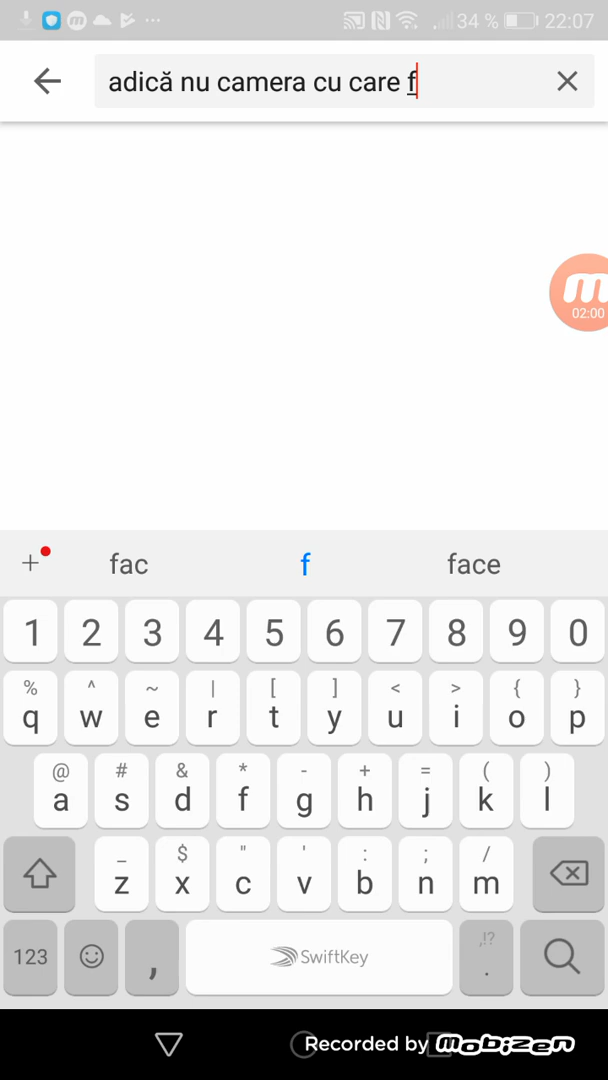 34 % 22:07
adică nu camera cu care f
02:00
fac f face
1 2 3 4 5 6 7 8 9 0
% ^ ~ | [ ] < > { }
q w e r t y u i o p
@ # & * - + = ( )
a s d f g h j k l
_ $ " ' : ; /
z x c v b n m
,!?
123 , SwiftKey .
Recorded by mobizen